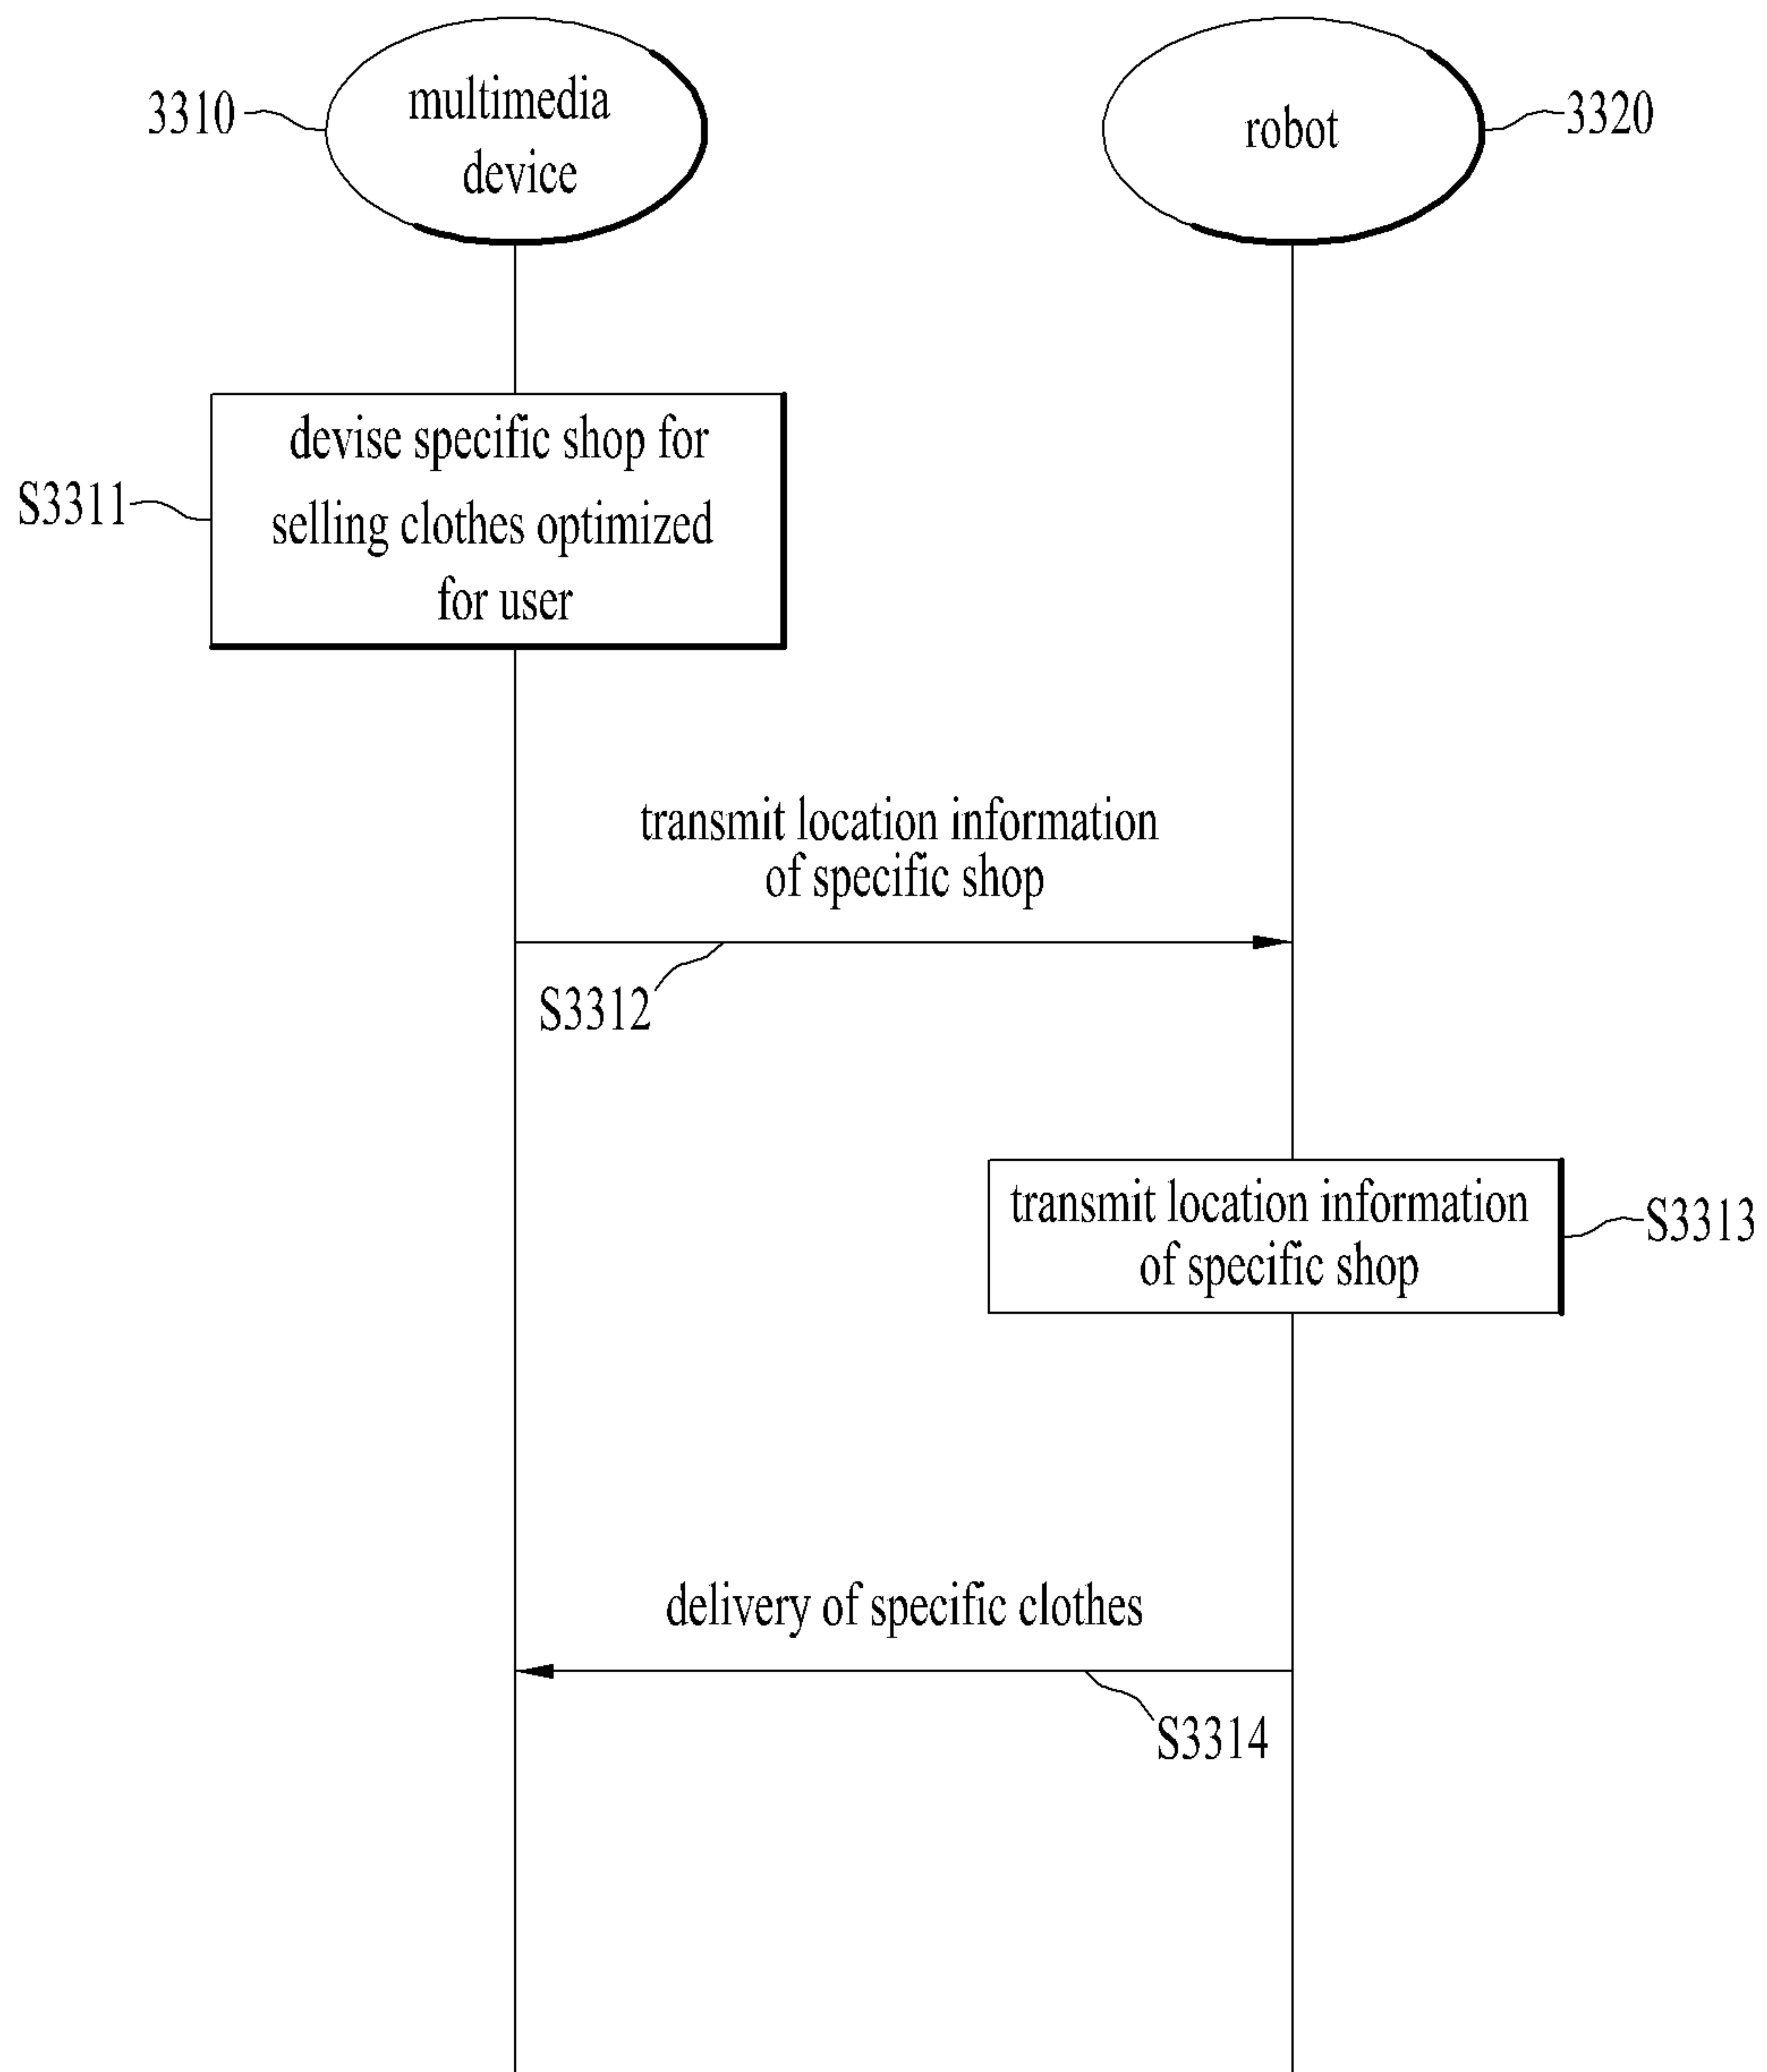 3310
multimedia
device
robot
3320
S3311
devise specific shop for
selling clothes optimized
for user
transmit location information
of specific shop
S3312
transmit location information
of specific shop
S3313
delivery of specific clothes
S3314